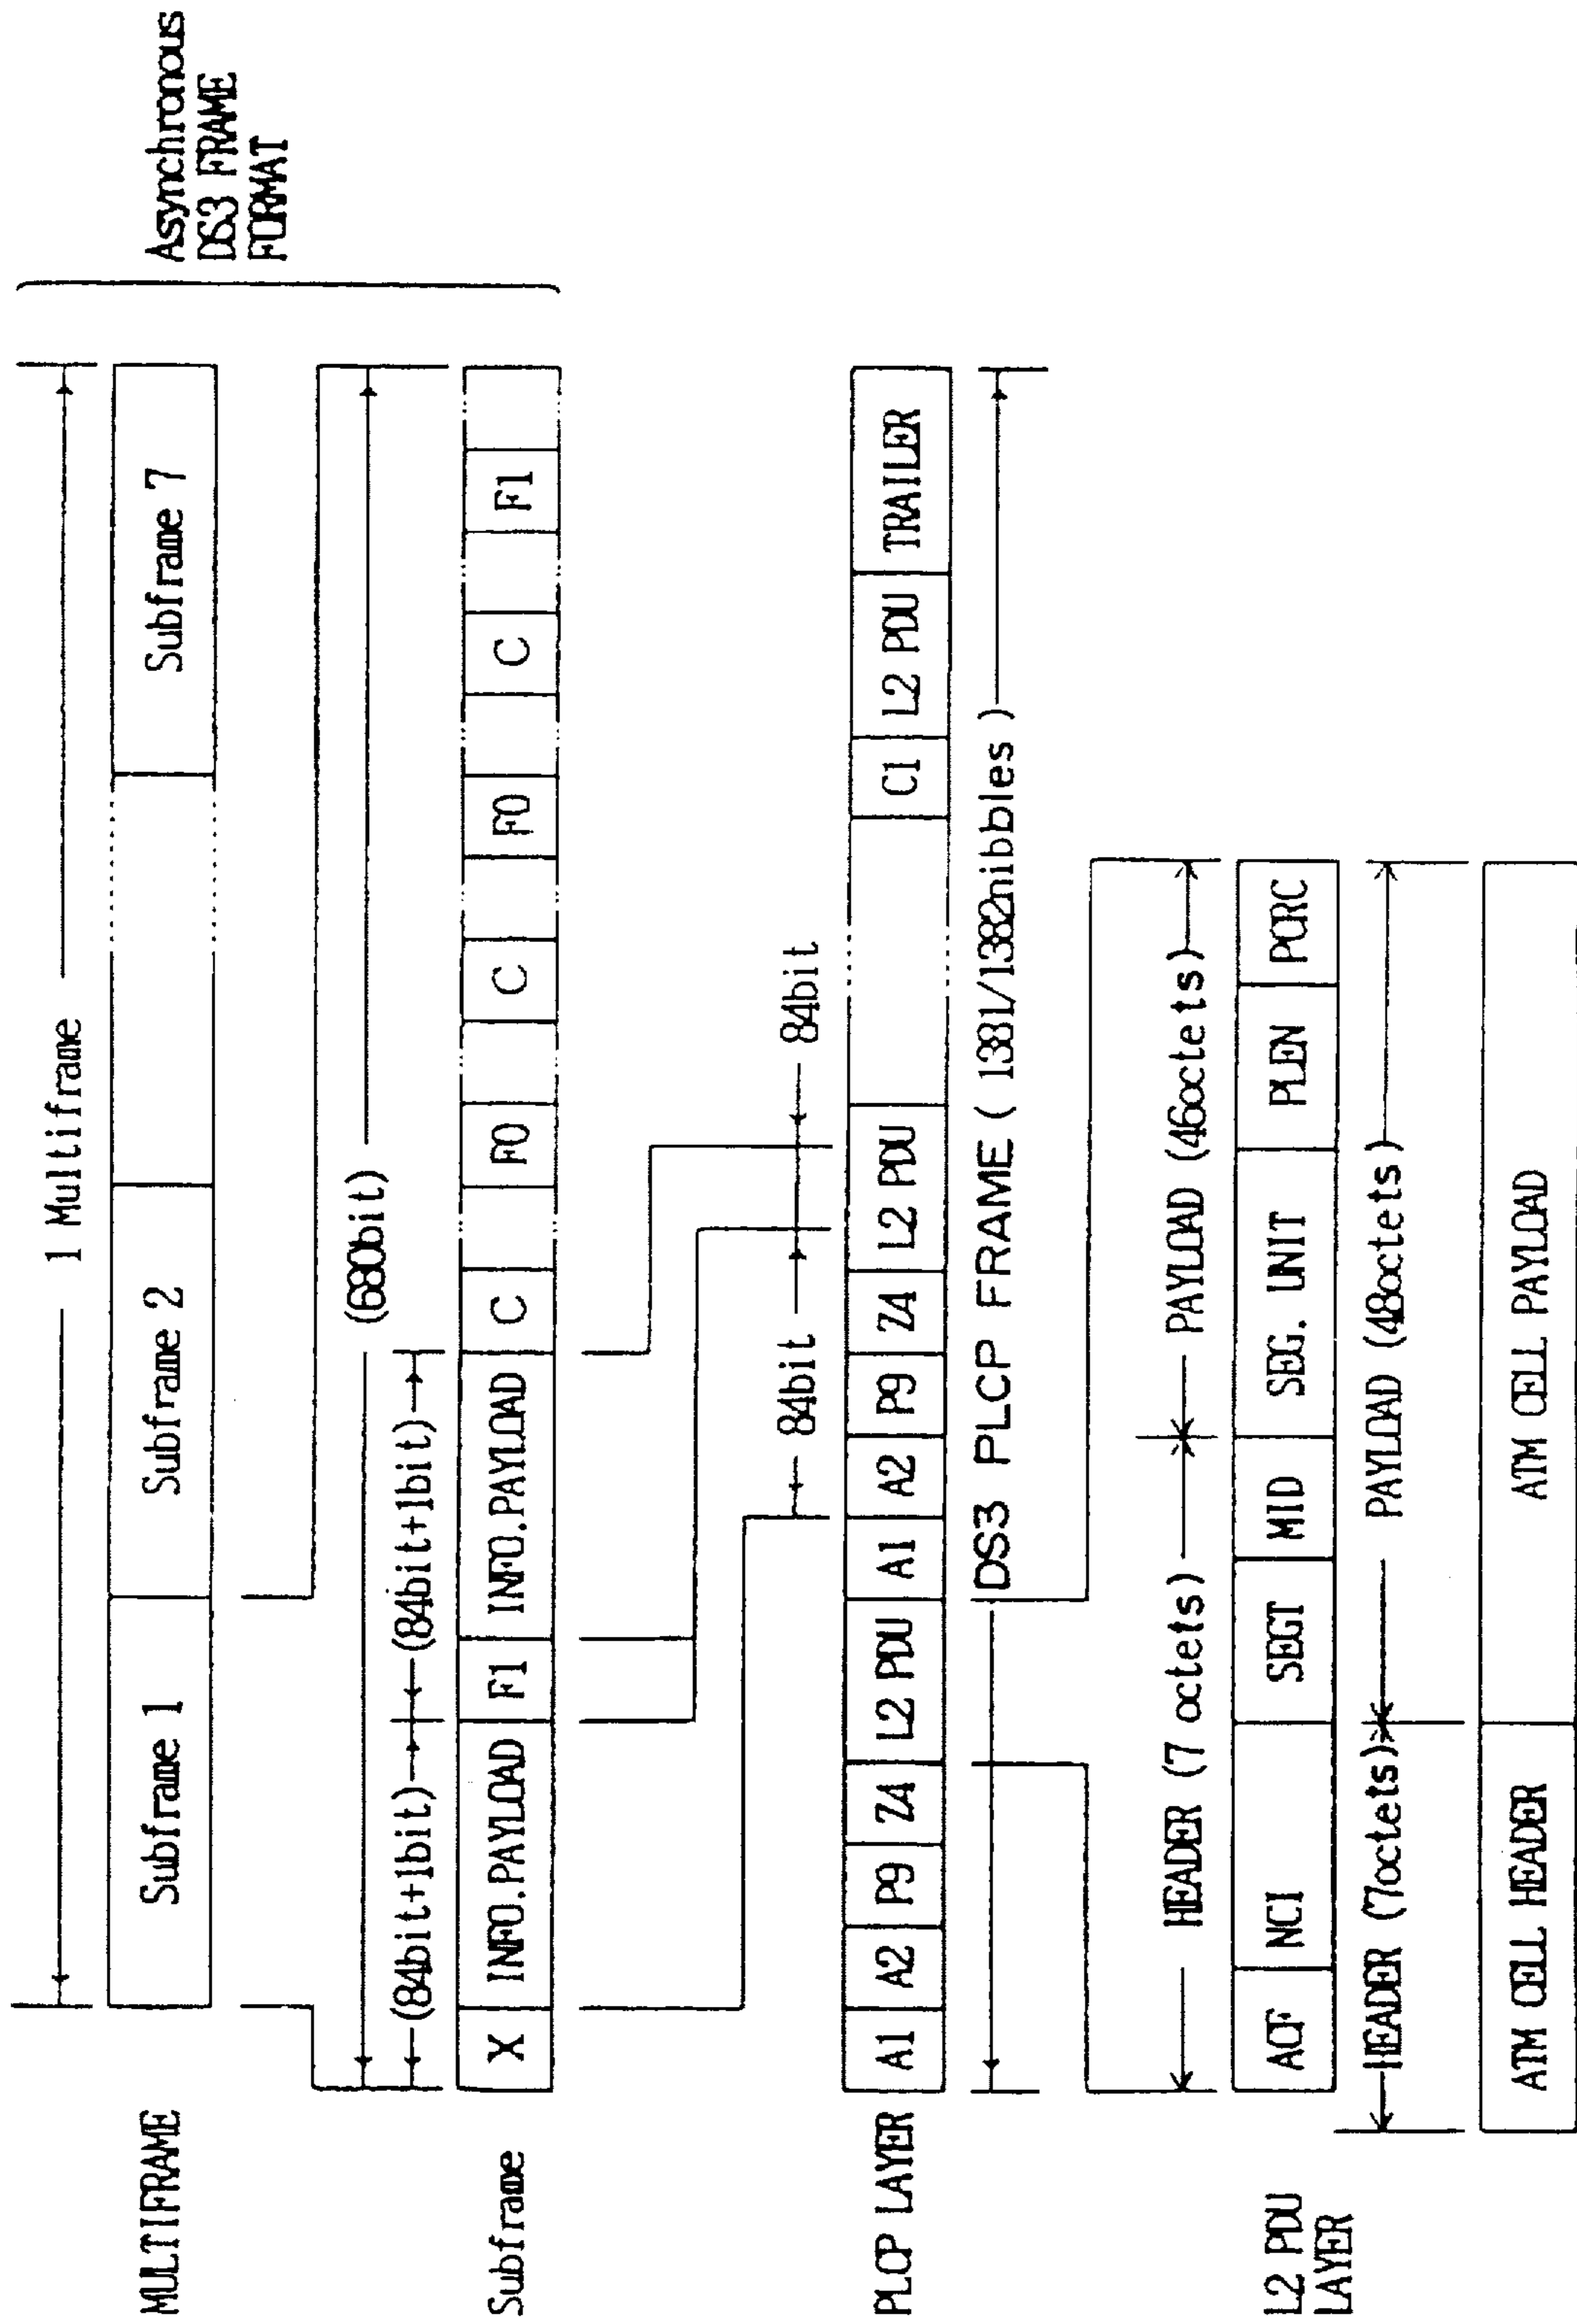 Asynchronous
DS3 FRAME
FORMAT
1 Multiframe
MULTIFRAME
Subframe 1
Subframe 2
Subframe 7
(680bit)
(84bit+1bit)
(84bit+1bit)
Subframe
X
INFO.PAYLOAD
F1
INFO.PAYLOAD
C
F0
C
F0
C
F1
84bit
84bit
PLCP LAYER
A1
A2
P9
Z4
L2 PDU
A1
A2
P9
Z4
L2 PDU
C1
L2 PDU
TRAILER
DS3 PLCP FRAME ( 1381/1382nibbles )
HEADER (7 octets)
PAYLOAD (46octets)
L2 PDU
LAYER
ACF
NCI
SEGT
MID
SEG. UNIT
PLEN
PCRC
HEADER (7octets)
PAYLOAD (48octets)
ATM CELL HEADER
ATM CELL PAYLOAD